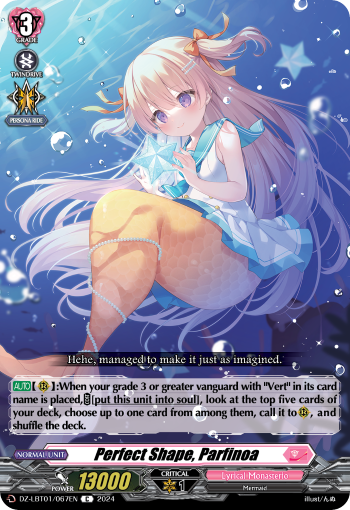 3
GRADE
TWINDRIVE
PERSONA RIDE
Hehe, managed to make it just as imagined.
AUTO [ R ]:When your grade 3 or greater vanguard with "Vert" in its card
name is placed, [put this unit into soul], look at the top five cards of
your deck, choose up to one card from among them, call it to R , and
shuffle the deck.
NORMAL UNIT
Perfect Shape, Parfinoa
POWER 13000 CRITICAL 1 Lyrical Monasterio
Mermaid
D DZ-LBT01/067EN C 2024 illust/